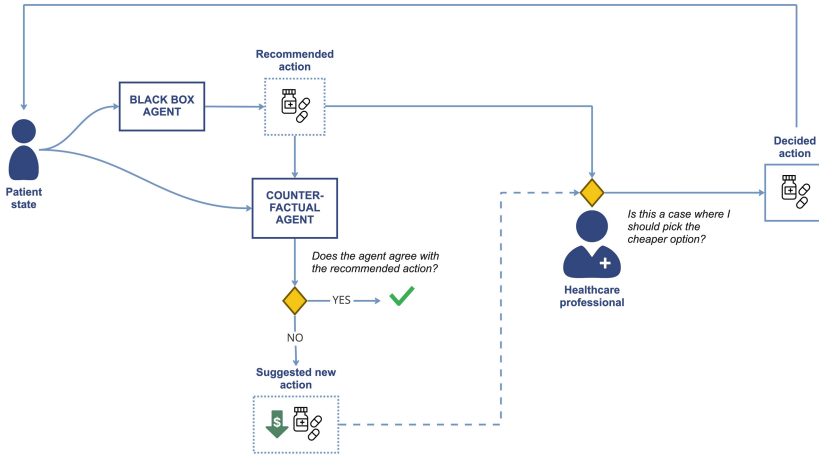 Recommended
action
BLACK BOX
AGENT
Patient
state
COUNTER-
FACTUAL
AGENT
Does the agent agree with
the recommended action?
YES
NO
Suggested new
action
$
Decided
action
Is this a case where I
should pick the
cheaper option?
Healthcare
professional